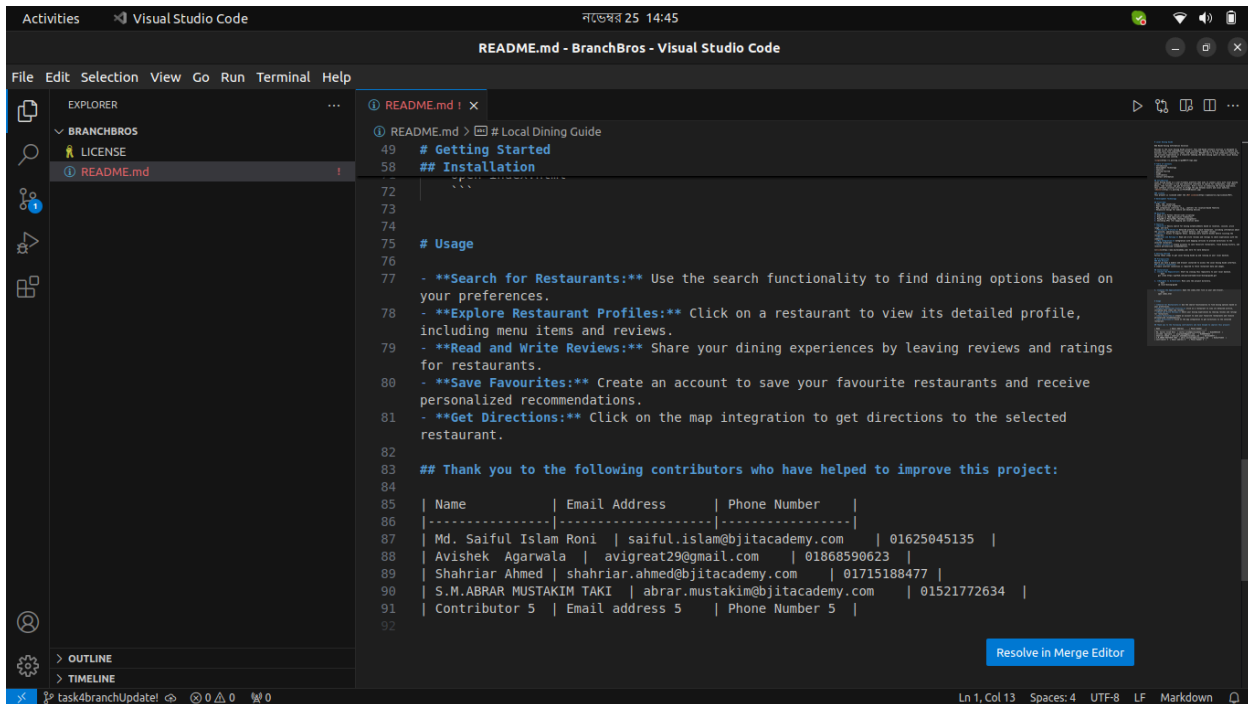 Activities Visual Studio Code নভেম্বর 25 14:45
README.md - BranchBros - Visual Studio Code
File Edit Selection View Go Run Terminal Help
EXPLORER
BRANCHBROS
LICENSE
README.md !
README.md !
README.md > # Local Dining Guide
49 # Getting Started
58 ## Installation
72 ```
73
74
75 # Usage
76
77 - **Search for Restaurants:** Use the search functionality to find dining options based on
your preferences.
78 - **Explore Restaurant Profiles:** Click on a restaurant to view its detailed profile,
including menu items and reviews.
79 - **Read and Write Reviews:** Share your dining experiences by leaving reviews and ratings
for restaurants.
80 - **Save Favourites:** Create an account to save your favourite restaurants and receive
personalized recommendations.
81 - **Get Directions:** Click on the map integration to get directions to the selected
restaurant.
82
83 ## Thank you to the following contributors who have helped to improve this project:
84
85 | Name | Email Address | Phone Number |
86 |----------------|--------------------|-----------------|
87 | Md. Saiful Islam Roni | saiful.islam@bjitacademy.com | 01625045135 |
88 | Avishek Agarwala | avigreat29@gmail.com | 01868590623 |
89 | Shahriar Ahmed | shahriar.ahmed@bjitacademy.com | 01715188477 |
90 | S.M.ABRAR MUSTAKIM TAKI | abrar.mustakim@bjitacademy.com | 01521772634 |
91 | Contributor 5 | Email address 5 | Phone Number 5 |
92
1
Resolve in Merge Editor
OUTLINE
TIMELINE
task4branchUpdate! 0 0 0 Ln 1, Col 13 Spaces: 4 UTF-8 LF Markdown